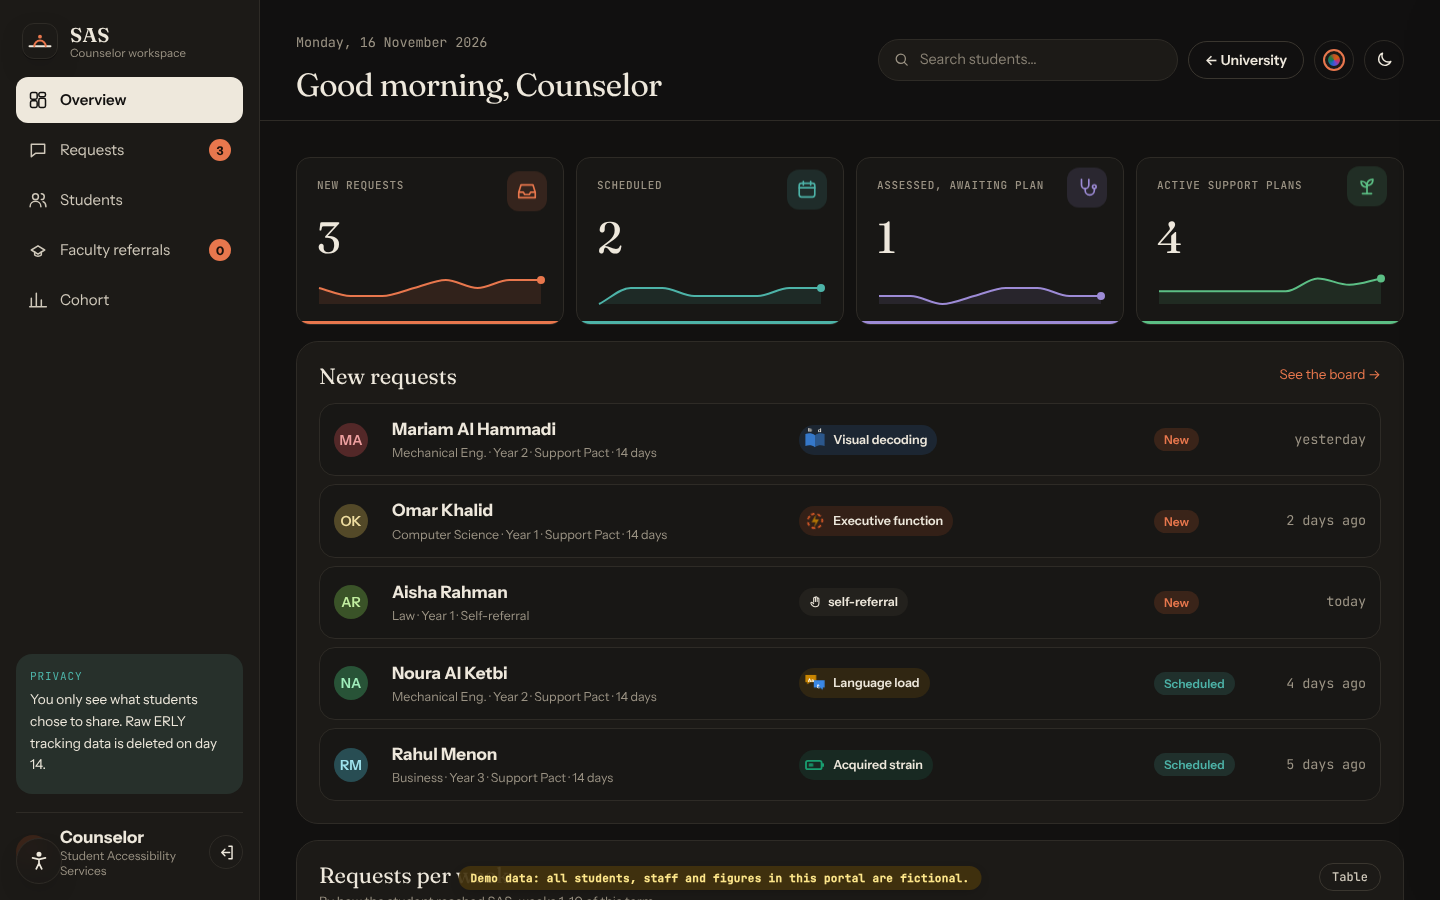 SAS
Counselor workspace
Overview
Requests 3
Students
Faculty referrals 0
Cohort
PRIVACY
You only see what students
chose to share. Raw ERLY
tracking data is deleted on day
14.
Counselor
Student Accessibility
Services
Monday, 16 November 2026
Good morning, Counselor
Search students…
← University
NEW REQUESTS
3
SCHEDULED
2
ASSESSED, AWAITING PLAN
1
ACTIVE SUPPORT PLANS
4
New requests
See the board →
MA
Mariam Al Hammadi
Mechanical Eng. · Year 2 · Support Pact · 14 days
Visual decoding
New
yesterday
OK
Omar Khalid
Computer Science · Year 1 · Support Pact · 14 days
Executive function
New
2 days ago
AR
Aisha Rahman
Law · Year 1 · Self-referral
self-referral
New
today
NA
Noura Al Ketbi
Mechanical Eng. · Year 2 · Support Pact · 14 days
Language load
Scheduled
4 days ago
RM
Rahul Menon
Business · Year 3 · Support Pact · 14 days
Acquired strain
Scheduled
5 days ago
Requests per
Table
Demo data: all students, staff and figures in this portal are fictional.